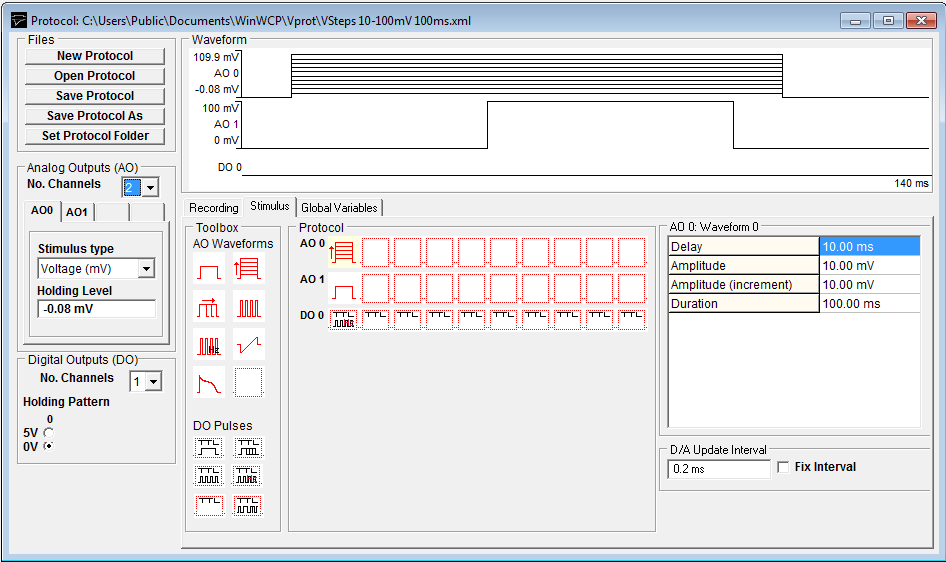 Protocol: C:\Users\Public\Documents\WinWCP\Vprot\VSteps 10-100mV 100ms.xml
Files
New Protocol
Open Protocol
Save Protocol
Save Protocol As
Set Protocol Folder
Analog Outputs (AO)
No. Channels 2
AO0 AO1
Stimulus type
Voltage (mV)
Holding Level
-0.08 mV
Digital Outputs (DO)
No. Channels 1
Holding Pattern
0
5V
0V
Waveform
109.9 mV
AO 0
-0.08 mV
100 mV
AO 1
0 mV
DO 0
140 ms
Recording Stimulus Global Variables
Toolbox
AO Waveforms
Hz
DO Pulses
Protocol
AO 0
AO 1
DO 0
AO 0: Waveform 0
Delay 10.00 ms
Amplitude 10.00 mV
Amplitude (increment) 10.00 mV
Duration 100.00 ms
D/A Update Interval
0.2 ms Fix Interval